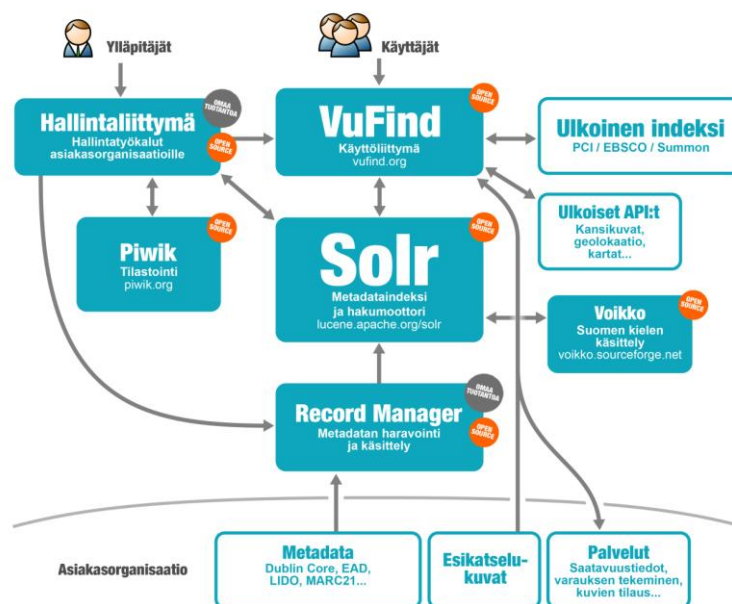 Ylläpitäjät
Käyttäjät
OMAA
TUOTANTOA
OPEN
SOURCE
Hallintaliittymä
Hallintatyökalut
asiakasorganisaatioille
OPEN
SOURCE
VuFind
Käyttöliittymä
vufind.org
Ulkoinen indeksi
PCI / EBSCO / Summon
OPEN
SOURCE
Piwik
Tilastointi
piwik.org
OPEN
SOURCE
Solr
Metadataindeksi
ja hakumoottori
lucene.apache.org/solr
Ulkoiset API:t
Kansikuvat,
geolokaatio,
kartat...
OPEN
SOURCE
Voikko
Suomen kielen
käsittely
voikko.sourceforge.net
OMAA
TUOTANTOA
OPEN
SOURCE
Record Manager
Metadatan haravointi
ja käsittely
Asiakasorganisaatio
Metadata
Dublin Core, EAD,
LIDO, MARC21...
Esikatselu-
kuvat
Palvelut
Saatavuustiedot,
varauksen tekeminen,
kuvien tilaus...